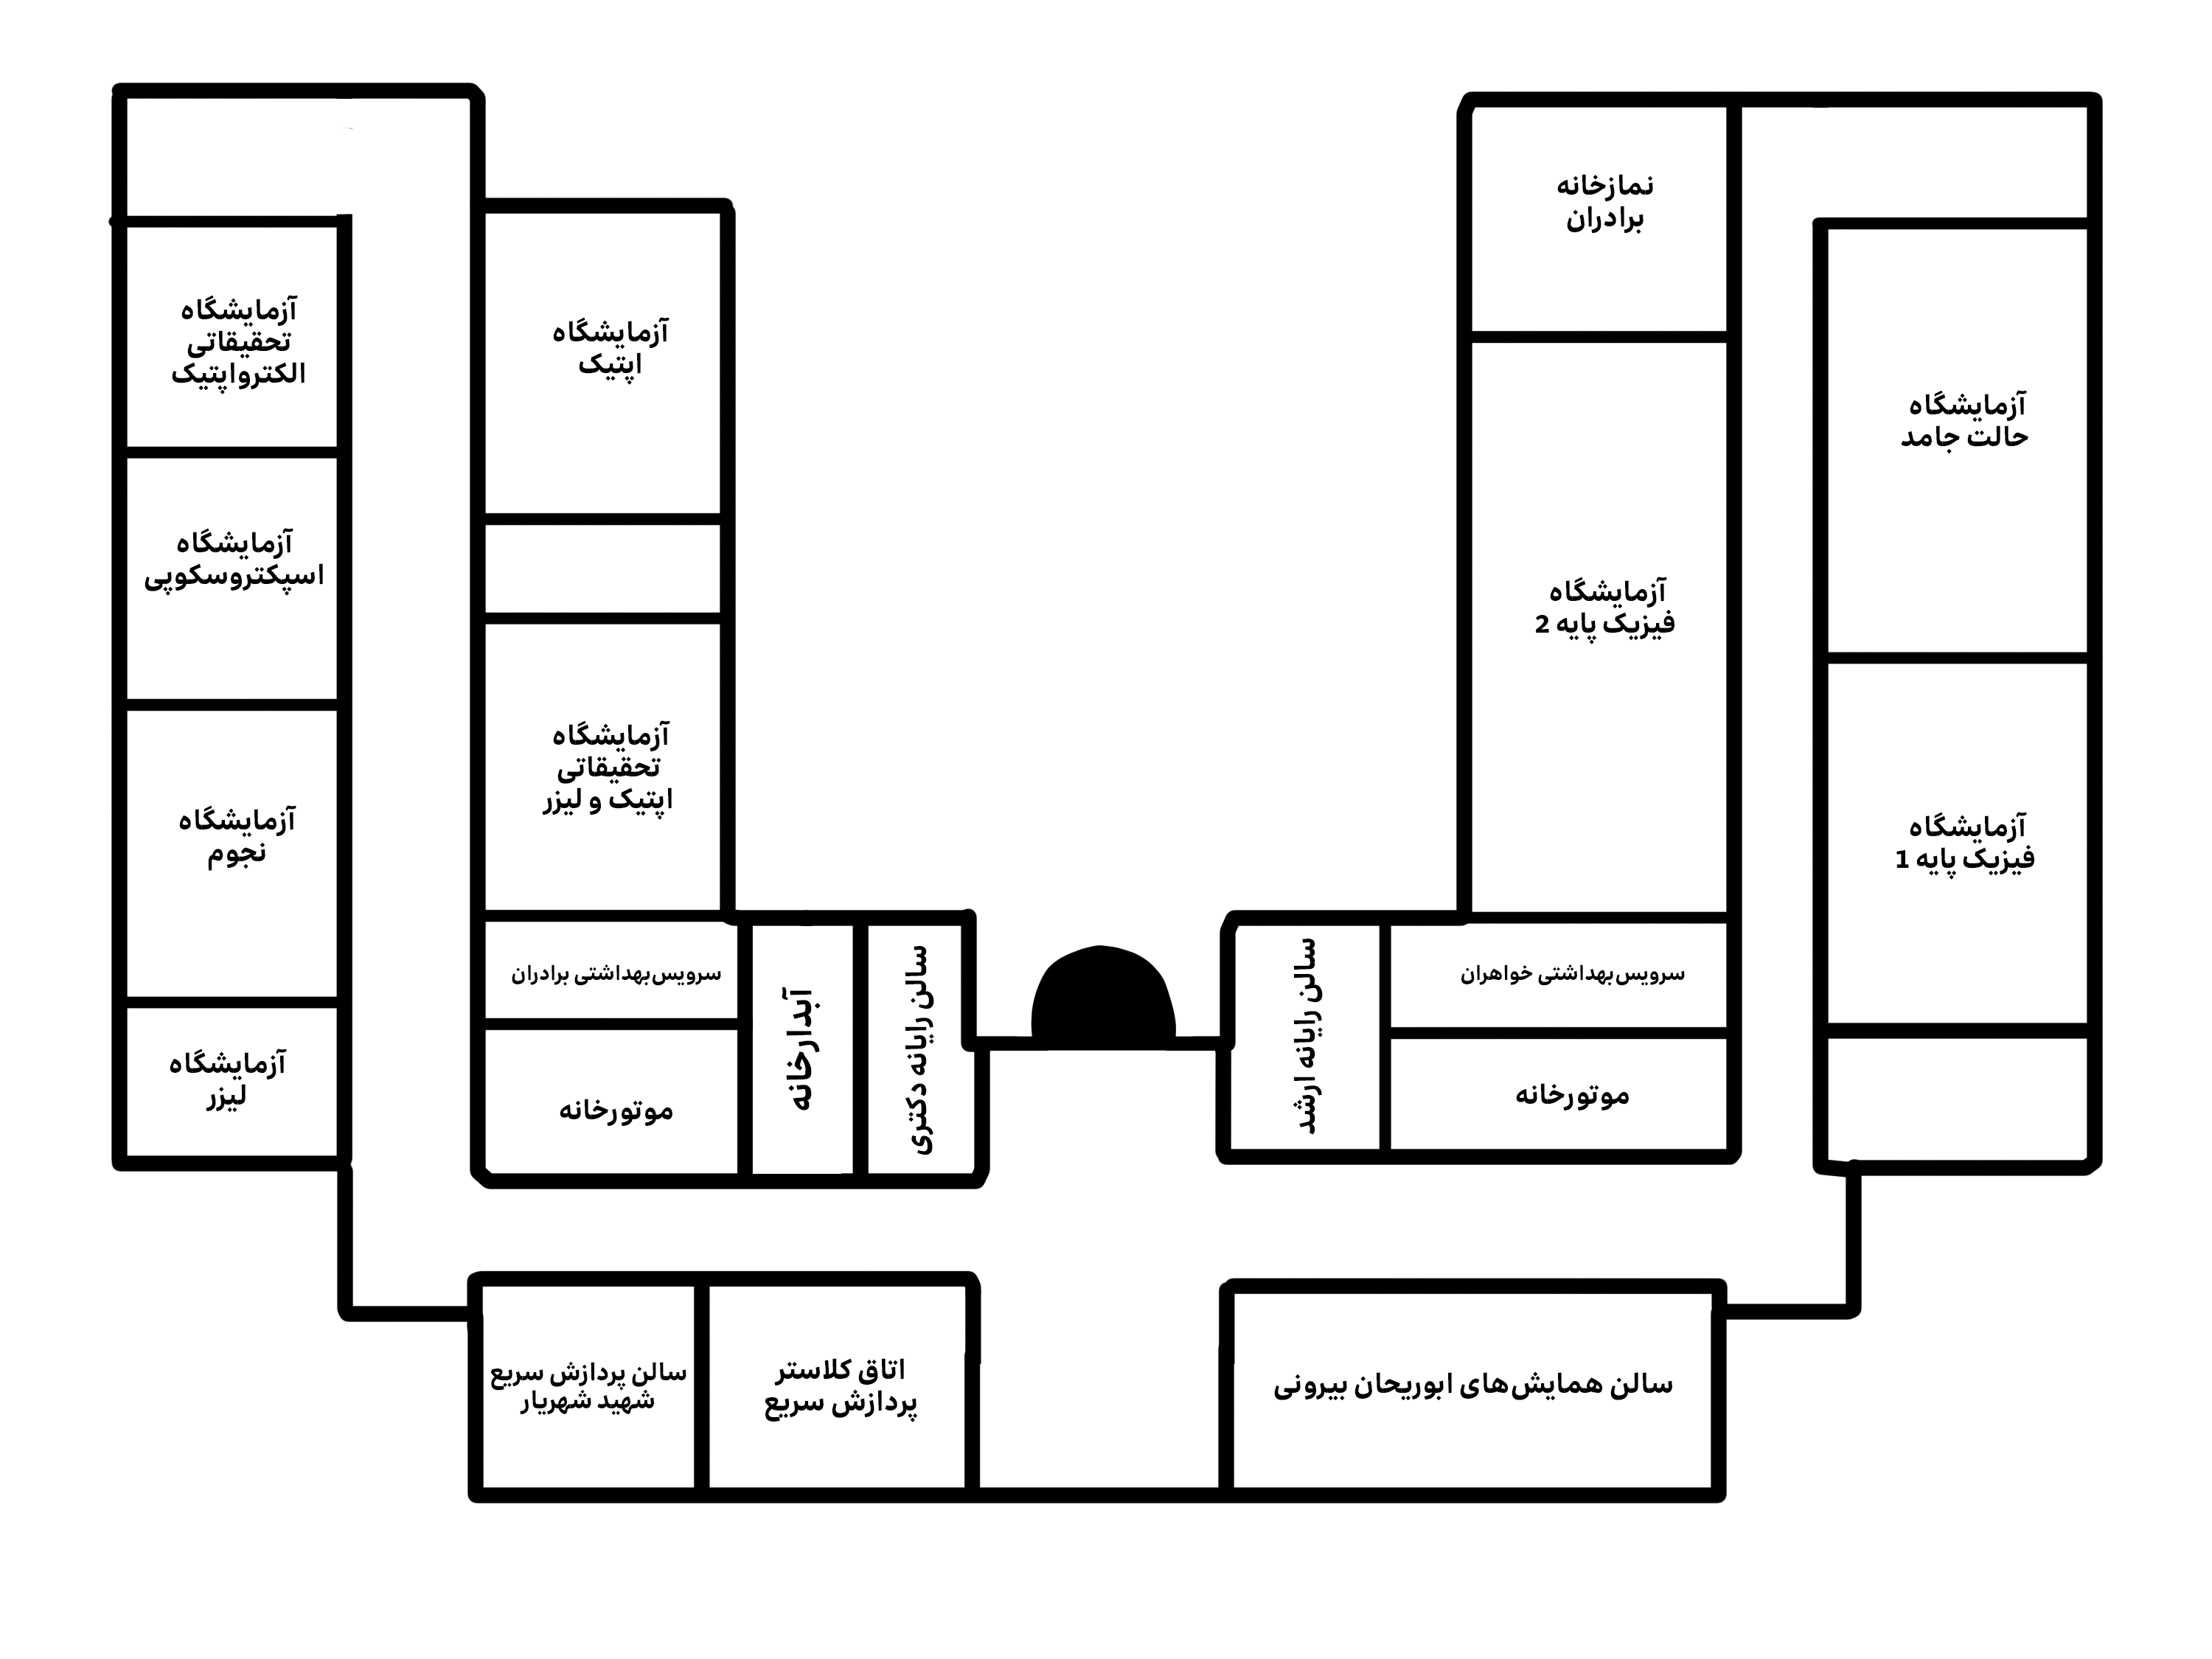 نمازخانه
برادران
آزمایشگاه
حالت جامد
آزمایشگاه
فیزیک پایه 2
آزمایشگاه
فیزیک پایه 1
سرویس‌بهداشتی خواهران
موتورخانه
سالن رایانه ارشد
سالن همایش‌های ابوریحان بیرونی
سالن رایانه دکتری
آبدارخانه
آزمایشگاه
اپتیک
آزمایشگاه
تحقیقاتی
اپتیک و لیزر
سرویس‌بهداشتی برادران
موتورخانه
اتاق کلاستر
پردازش سریع
سالن پردازش سریع
شهید شهریار
آزمایشگاه
تحقیقاتی
الکترواپتیک
آزمایشگاه
اسپکتروسکوپی
آزمایشگاه
نجوم
آزمایشگاه
لیزر